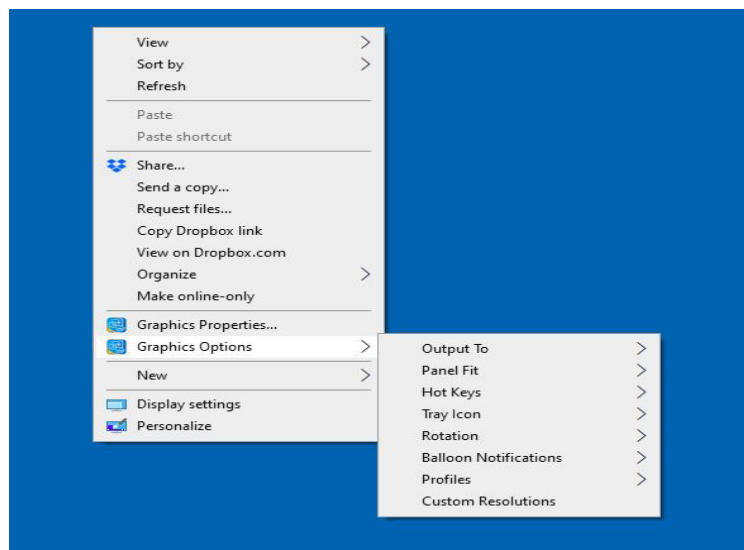 View
Sort by
Refresh
Paste
Paste shortcut
Share...
Send a copy...
Request files...
Copy Dropbox link
View on Dropbox.com
Organize
Make online-only
Graphics Properties...
Graphics Options
New
Display settings
Personalize
Output To
Panel Fit
Hot Keys
Tray Icon
Rotation
Balloon Notifications
Profiles
Custom Resolutions